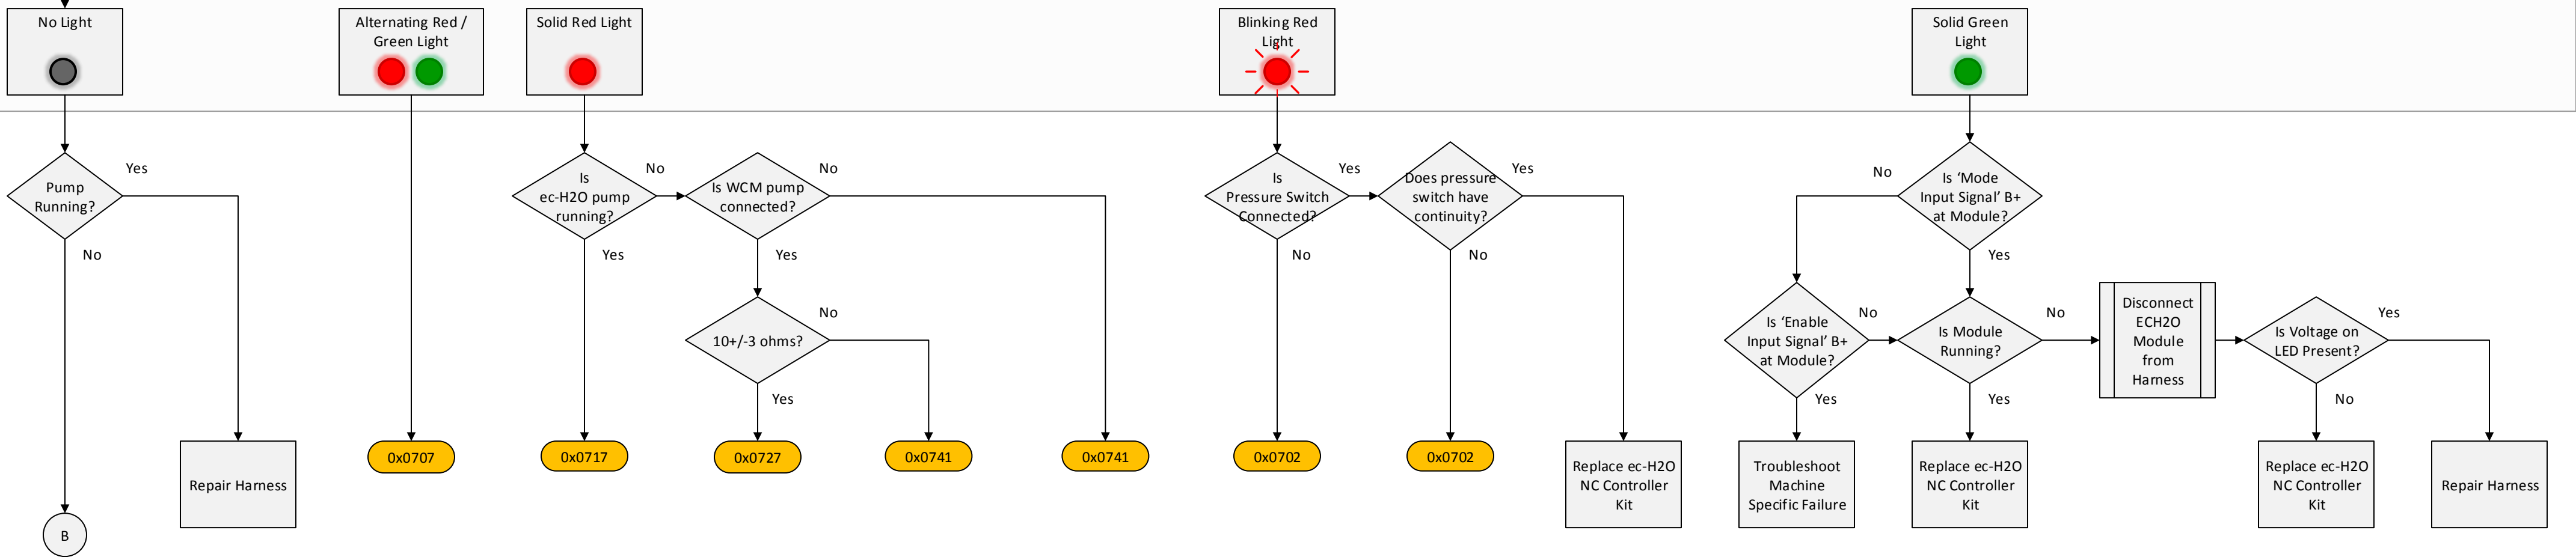 No Light
Alternating Red /
Green Light
Solid Red Light
Blinking Red
Light
Solid Green
Light
Pump
Running?
Yes
No
Repair Harness
B
0x0707
Is
ec-H2O pump
running?
No
Yes
0x0717
Is WCM pump
connected?
No
Yes
10+/-3 ohms?
No
Yes
0x0727
0x0741
0x0741
Is
Pressure Switch
Connected?
Yes
No
0x0702
Does pressure
switch have
continuity?
Yes
No
0x0702
Replace ec-H2O
NC Controller
Kit
Is ‘Mode
Input Signal’ B+
at Module?
No
Yes
Is ‘Enable
Input Signal’ B+
at Module?
No
Yes
Troubleshoot
Machine
Specific Failure
Is Module
Running?
No
Yes
Replace ec-H2O
NC Controller
Kit
Disconnect
ECH2O
Module
from
Harness
Is Voltage on
LED Present?
Yes
No
Replace ec-H2O
NC Controller
Kit
Repair Harness